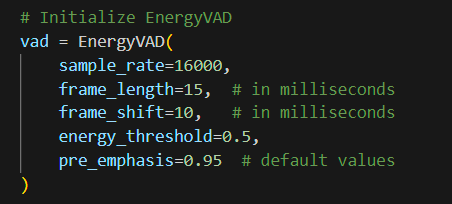 # Initialize EnergyVAD
vad = EnergyVAD(
    sample_rate=16000,
    frame_length=15,  # in milliseconds
    frame_shift=10,   # in milliseconds
    energy_threshold=0.5,
    pre_emphasis=0.95  # default values
)